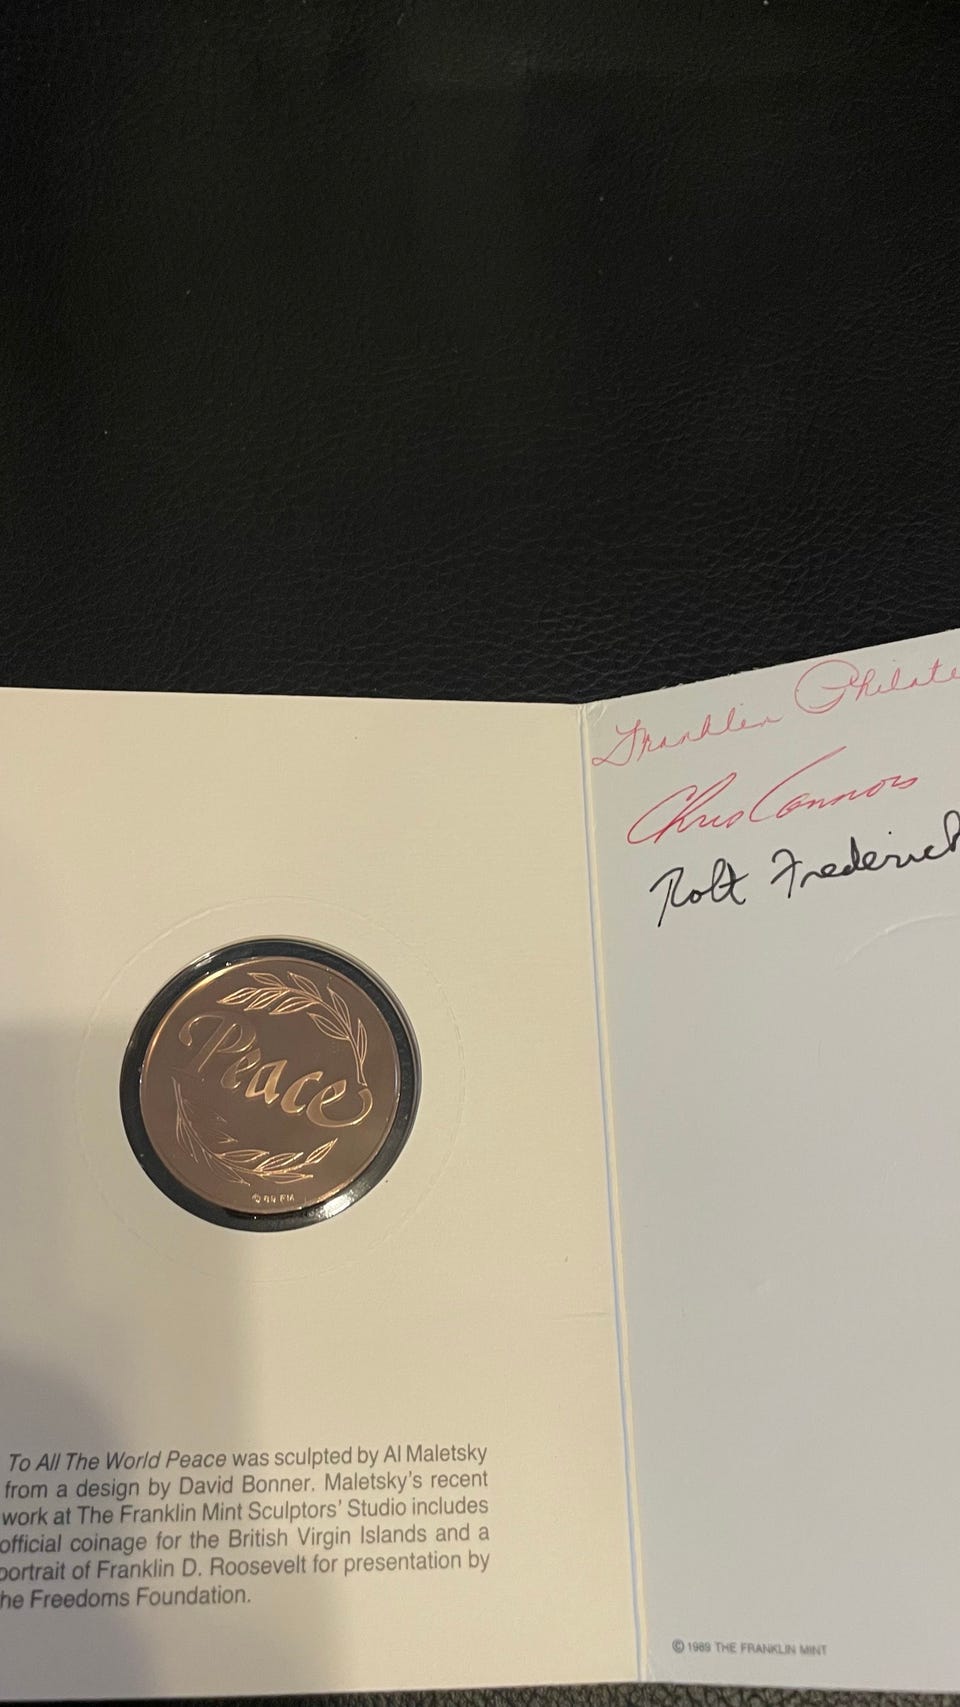 Peace
© 89 FM
To All The World Peace was sculpted by Al Maletsky
from a design by David Bonner. Maletsky's recent
work at The Franklin Mint Sculptors' Studio includes
official coinage for the British Virgin Islands and a
portrait of Franklin D. Roosevelt for presentation by
he Freedoms Foundation.
Franklin Philate
Chris Connors
Rolt Frederick
© 1989 THE FRANKLIN MINT